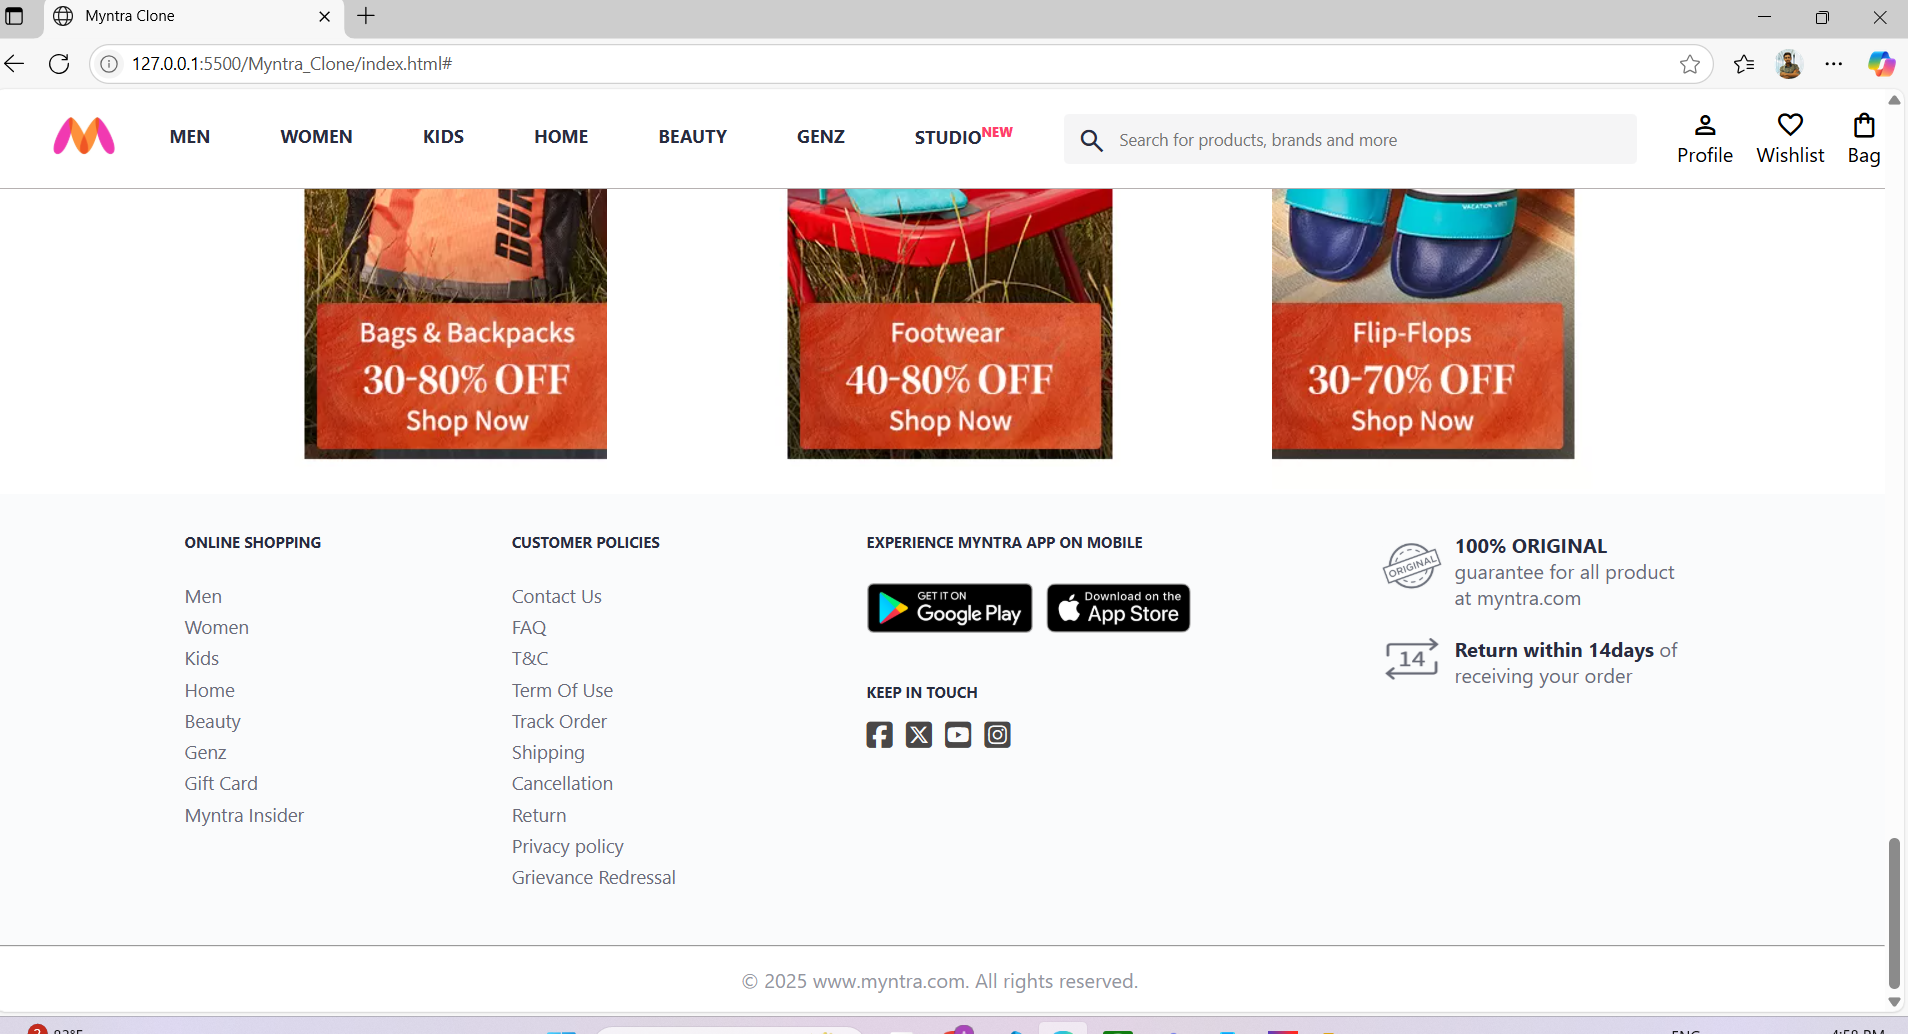 Myntra Clone
127.0.0.1:5500/Myntra_Clone/index.html#
MEN WOMEN KIDS HOME BEAUTY GENZ STUDIO NEW
Search for products, brands and more
Profile Wishlist Bag
VACATION VIBES
Bags & Backpacks
30-80% OFF
Shop Now
Footwear
40-80% OFF
Shop Now
Flip-Flops
30-70% OFF
Shop Now
ONLINE SHOPPING
Men
Women
Kids
Home
Beauty
Genz
Gift Card
Myntra Insider
CUSTOMER POLICIES
Contact Us
FAQ
T&C
Term Of Use
Track Order
Shipping
Cancellation
Return
Privacy policy
Grievance Redressal
EXPERIENCE MYNTRA APP ON MOBILE
GET IT ON
Google Play
Download on the
App Store
KEEP IN TOUCH
ORIGINAL
100% ORIGINAL
guarantee for all product
at myntra.com
14
Return within 14days of
receiving your order
© 2025 www.myntra.com. All rights reserved.